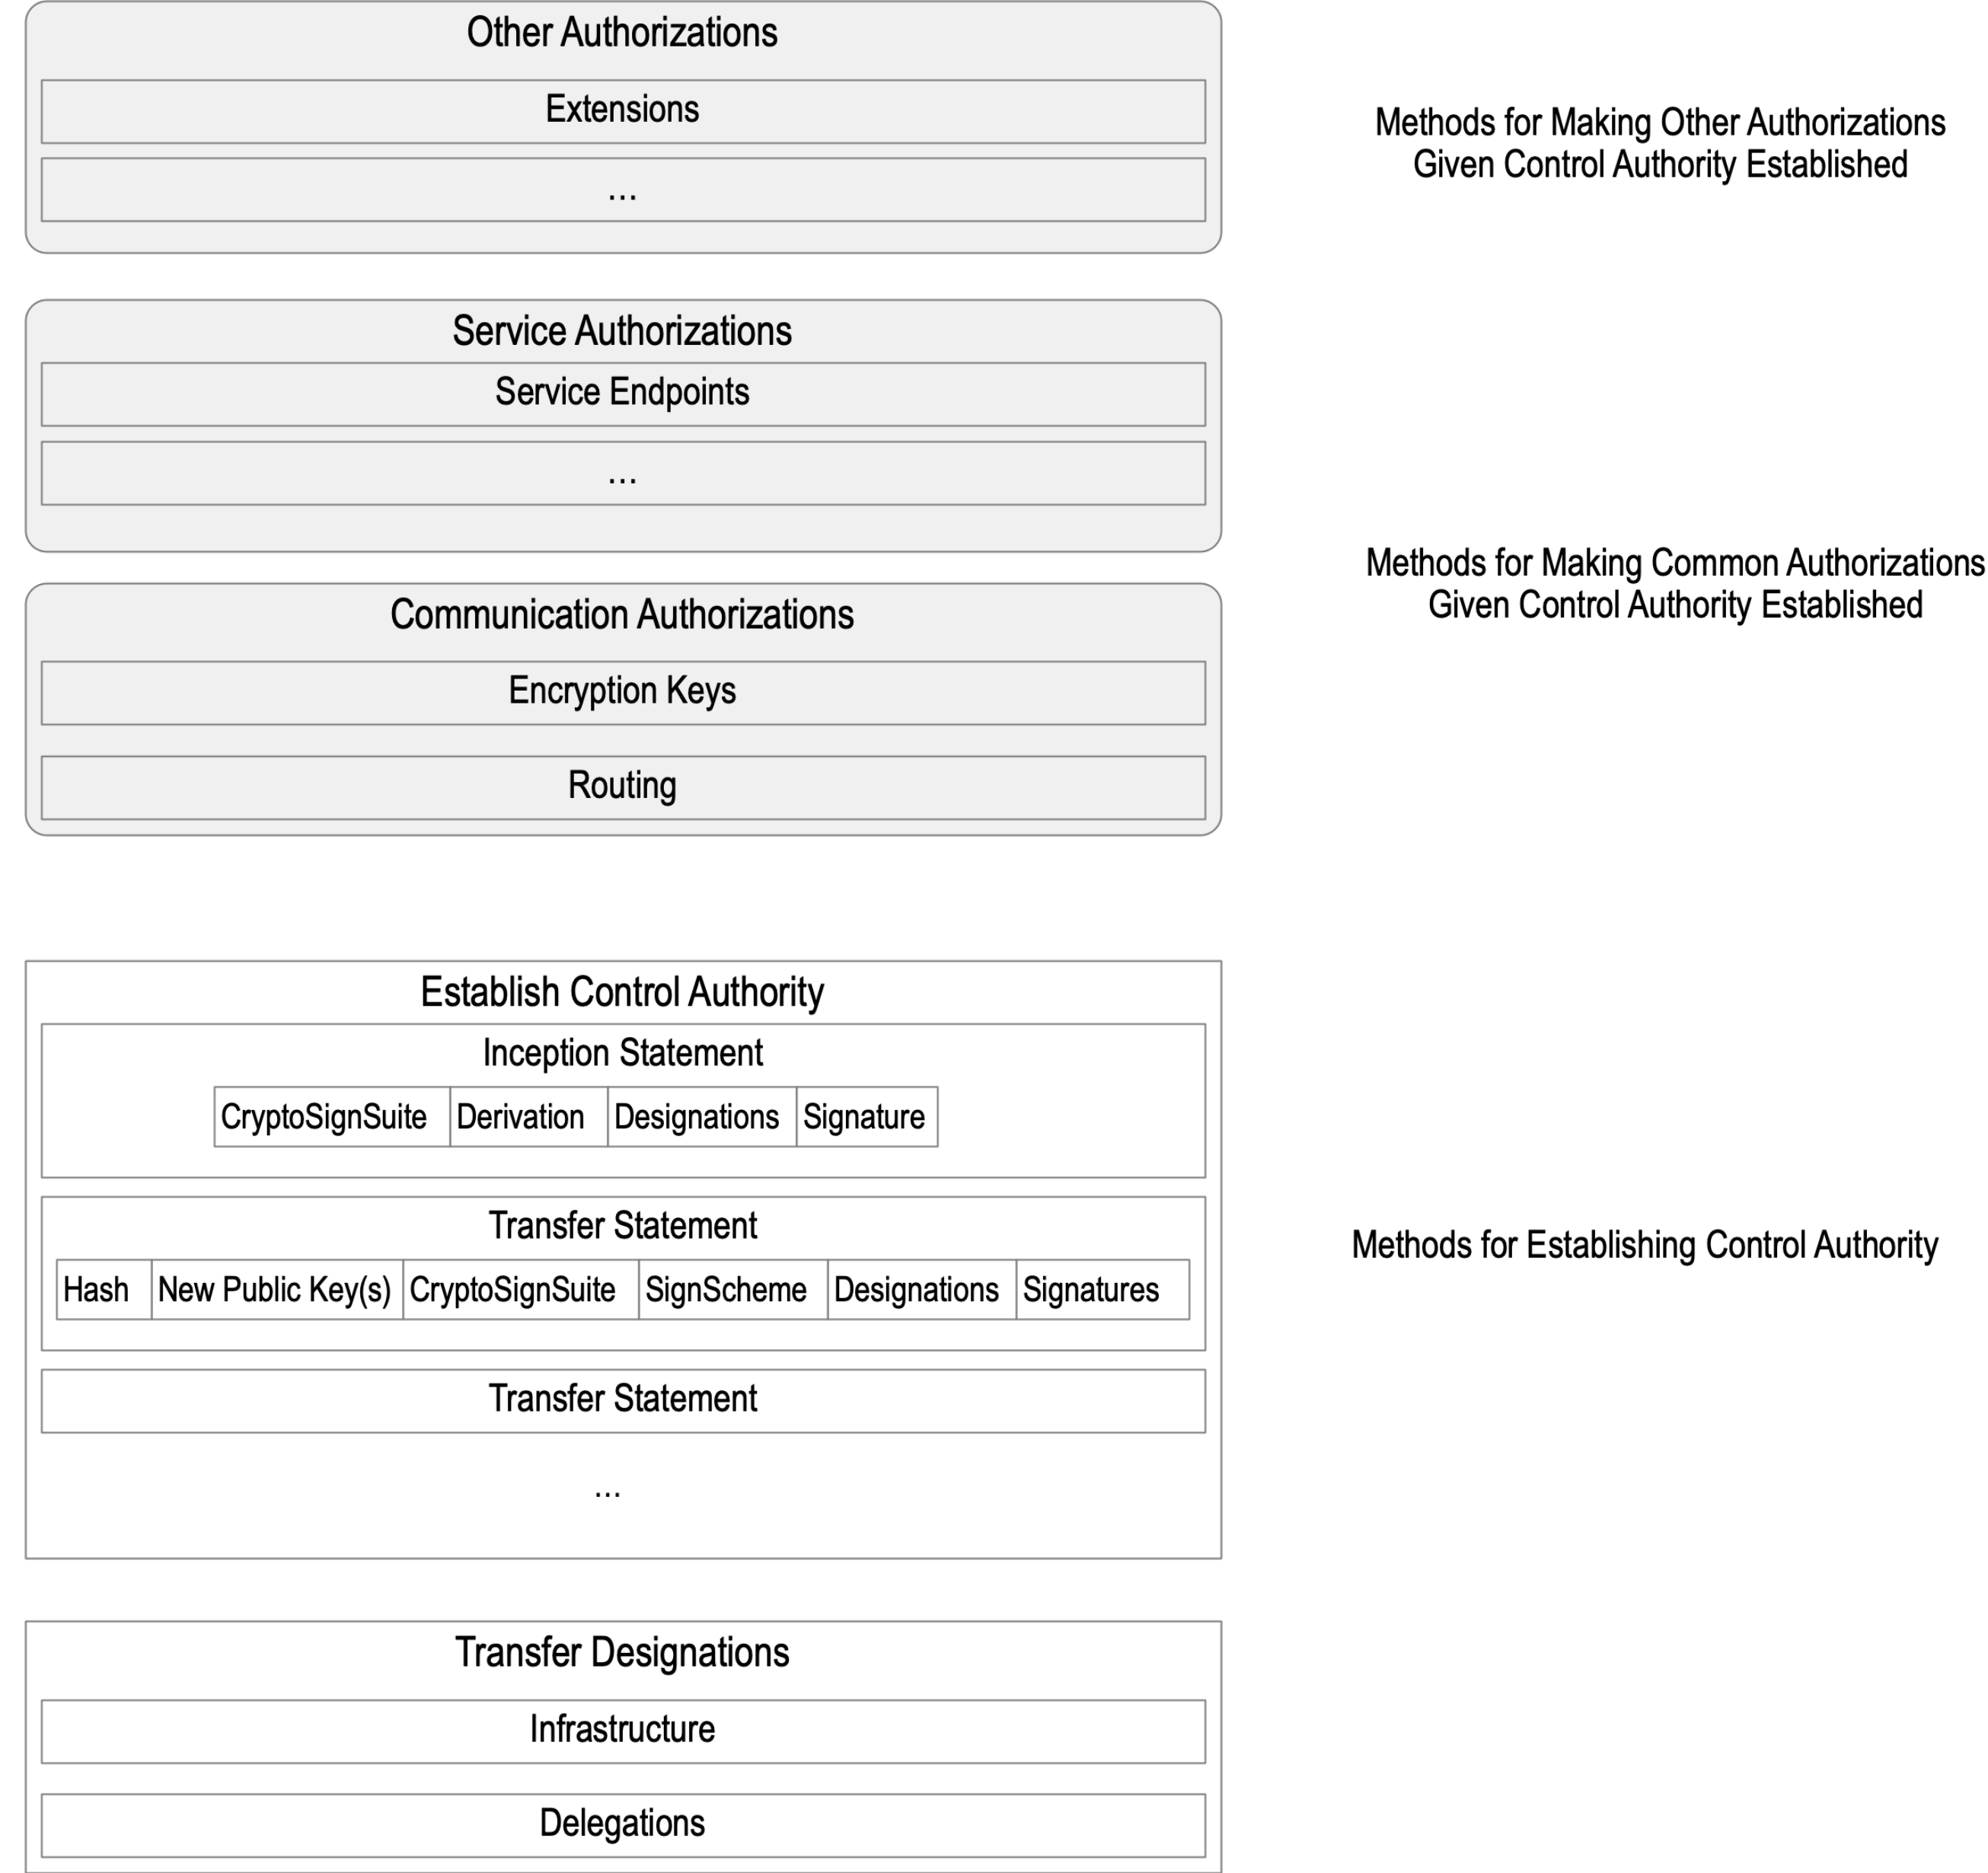 Other Authorizations
Extensions
...
Methods for Making Other Authorizations
Given Control Authority Established
Service Authorizations
Service Endpoints
...
Methods for Making Common Authorizations
Given Control Authority Established
Communication Authorizations
Encryption Keys
Routing
Establish Control Authority
Inception Statement
CryptoSignSuite Derivation Designations Signature
Transfer Statement
Hash New Public Key(s) CryptoSignSuite SignScheme Designations Signatures
Transfer Statement
...
Methods for Establishing Control Authority
Transfer Designations
Infrastructure
Delegations